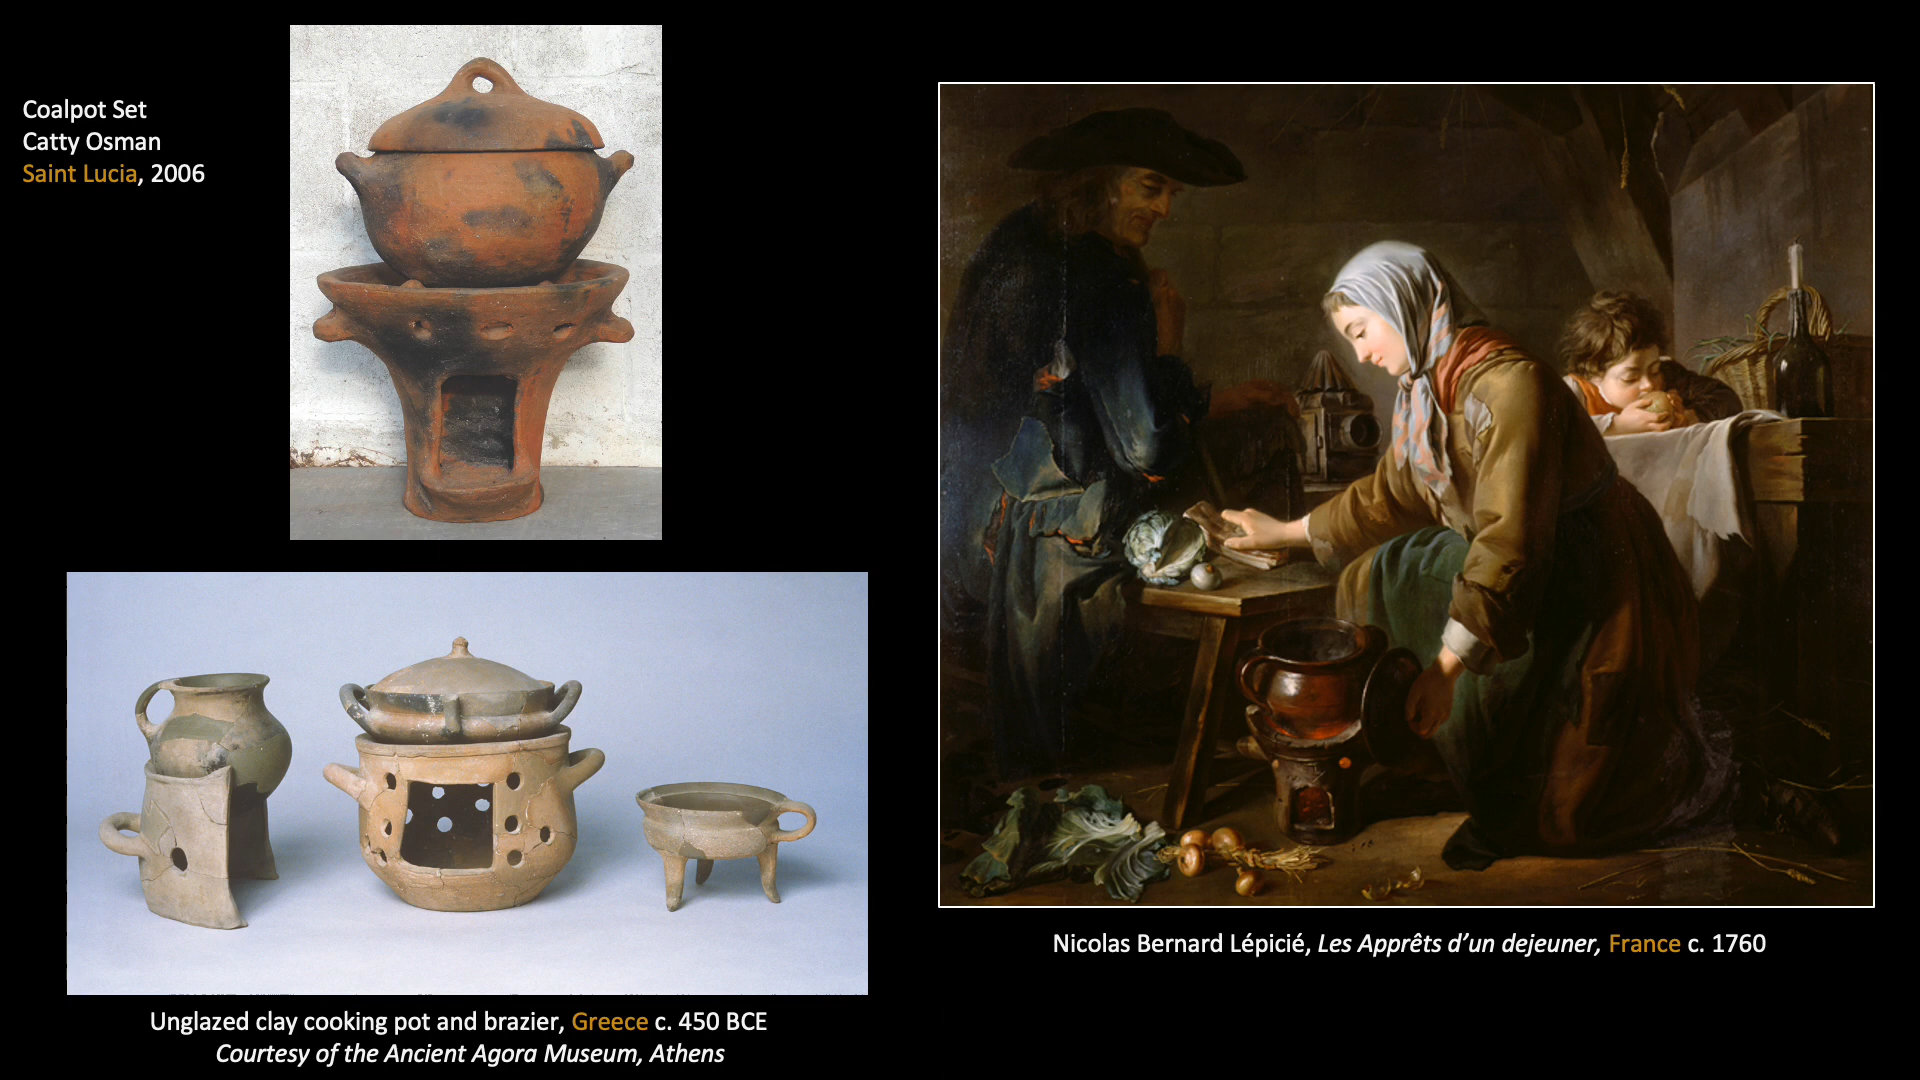 Coalpot Set
Catty Osman
Saint Lucia, 2006
Nicolas Bernard Lépicié, Les Apprêts d’un dejeuner, France c. 1760
Unglazed clay cooking pot and brazier, Greece c. 450 BCE
Courtesy of the Ancient Agora Museum, Athens